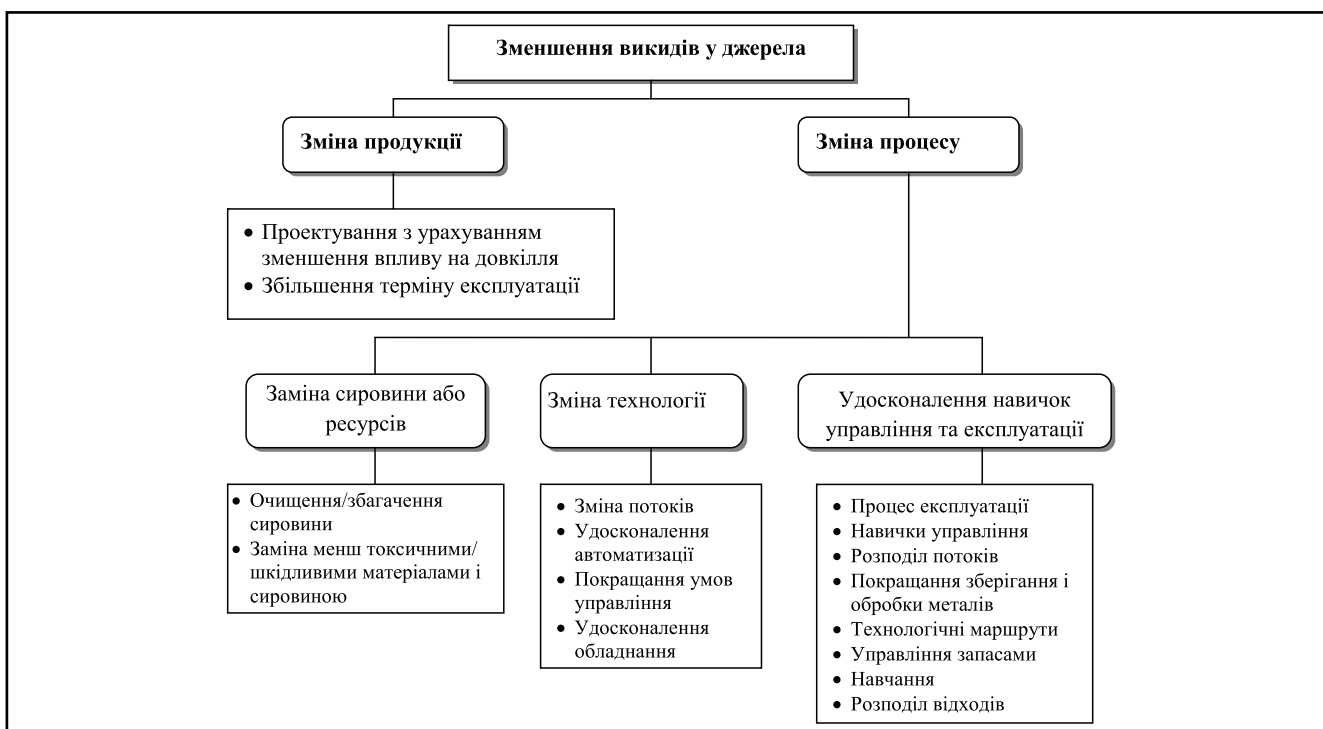 Зменшення викидів у джерела
Зміна продукції
Зміна процесу
• Проектування з урахуванням
зменшення впливу на довкілля
• Збільшення терміну експлуатації
Заміна сировини або
ресурсів
Зміна технології
Удосконалення навичок
управління та експлуатації
• Очищення/збагачення
сировини
• Заміна менш токсичними/
шкідливими матеріалами і
сировиною
• Зміна потоків
• Удосконалення
автоматизації
• Покращання умов
управління
• Удосконалення
обладнання
• Процес експлуатації
• Навички управління
• Розподіл потоків
• Покращання зберігання і
обробки металів
• Технологічні маршрути
• Управління запасами
• Навчання
• Розподіл відходів